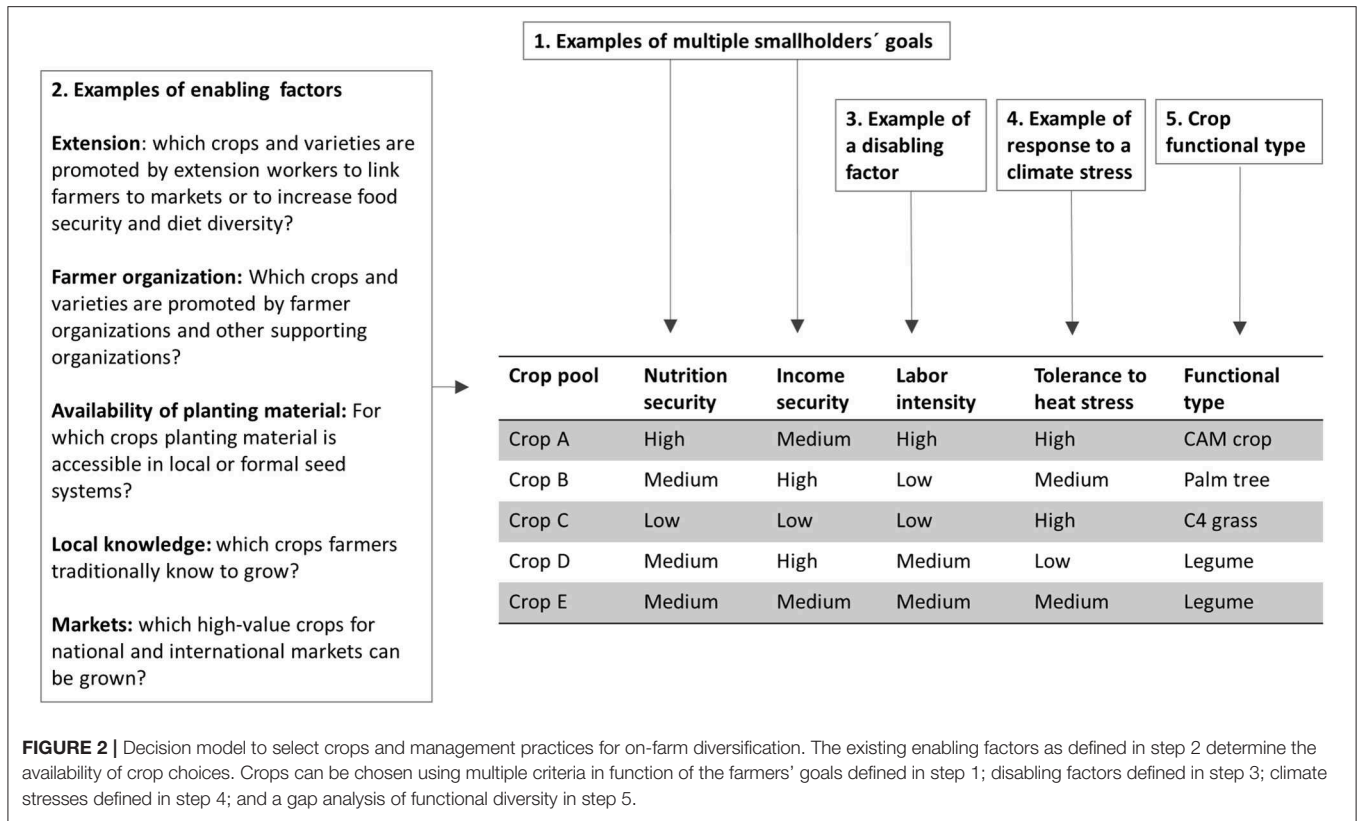 1. Examples of multiple smallholders´ goals
2. Examples of enabling factors
Extension: which crops and varieties are
promoted by extension workers to link
farmers to markets or to increase food
security and diet diversity?
Farmer organization: Which crops and
varieties are promoted by farmer
organizations and other supporting
organizations?
Availability of planting material: For
which crops planting material is
accessible in local or formal seed
systems?
Local knowledge: which crops farmers
traditionally know to grow?
Markets: which high-value crops for
national and international markets can
be grown?
3. Example of
a disabling
factor
4. Example of
response to a
climate stress
5. Crop
functional type
Crop pool Nutrition Income Labor Tolerance to Functional
security security intensity heat stress type
Crop A High Medium High High CAM crop
Crop B Medium High Low Medium Palm tree
Crop C Low Low Low High C4 grass
Crop D Medium High Medium Low Legume
Crop E Medium Medium Medium Medium Legume
FIGURE 2 | Decision model to select crops and management practices for on-farm diversification. The existing enabling factors as defined in step 2 determine the
availability of crop choices. Crops can be chosen using multiple criteria in function of the farmers' goals defined in step 1; disabling factors defined in step 3; climate
stresses defined in step 4; and a gap analysis of functional diversity in step 5.